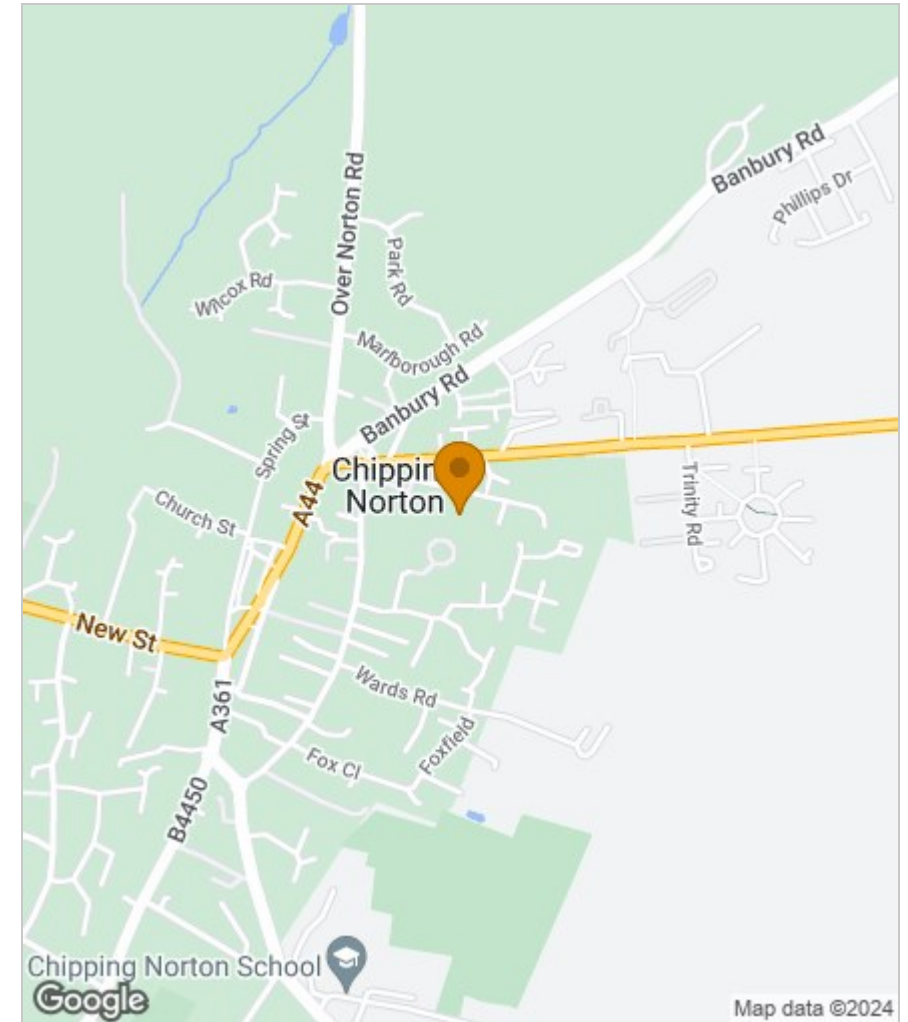 Over Norton Rd
Banbury Rd
Phillips Dr
Park Rd
Wilcox Rd
Marlborough Rd
Banbury Rd
Spring St
Chippin
Norton
A44
Church St
Trinity Rd
New St
Wards Rd
A361
Foxfield
Fox Cl
B4450
Chipping Norton School
Google
Map data ©2024